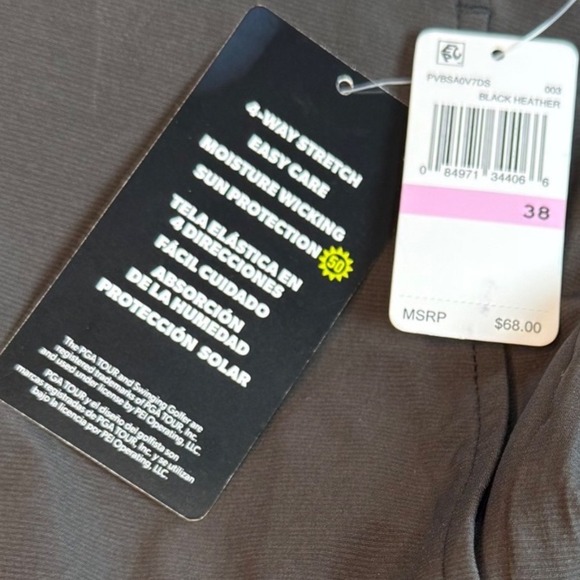 4-WAY STRETCH
EASY CARE
MOISTURE WICKING
SUN PROTECTION 50
TELA ELÁSTICA EN
4 DIRECCIONES
FÁCIL CUIDADO
ABSORCIÓN
DE LA HUMEDAD
PROTECCIÓN SOLAR
The PGA TOUR and Swinging Golfer are
registered trademarks of PGA TOUR, Inc.
and used under license by PEI Operating, LLC.
PGA TOUR y el diseño del golfista son
marcas registradas de PGA TOUR, Inc. y se utilizan
bajo la licencia por PEI Operating, LLC.
PVBSA0V7DS 003
BLACK HEATHER
0 84971 34406 6
38
MSRP $68.00